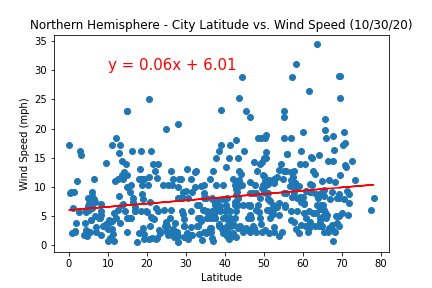 Northern Hemisphere - City Latitude vs. Wind Speed (10/30/20)
35
y = 0.06x + 6.01
30
25
20
15
10
5
0
Wind Speed (mph)
0 10 20 30 40 50 60 70 80
Latitude